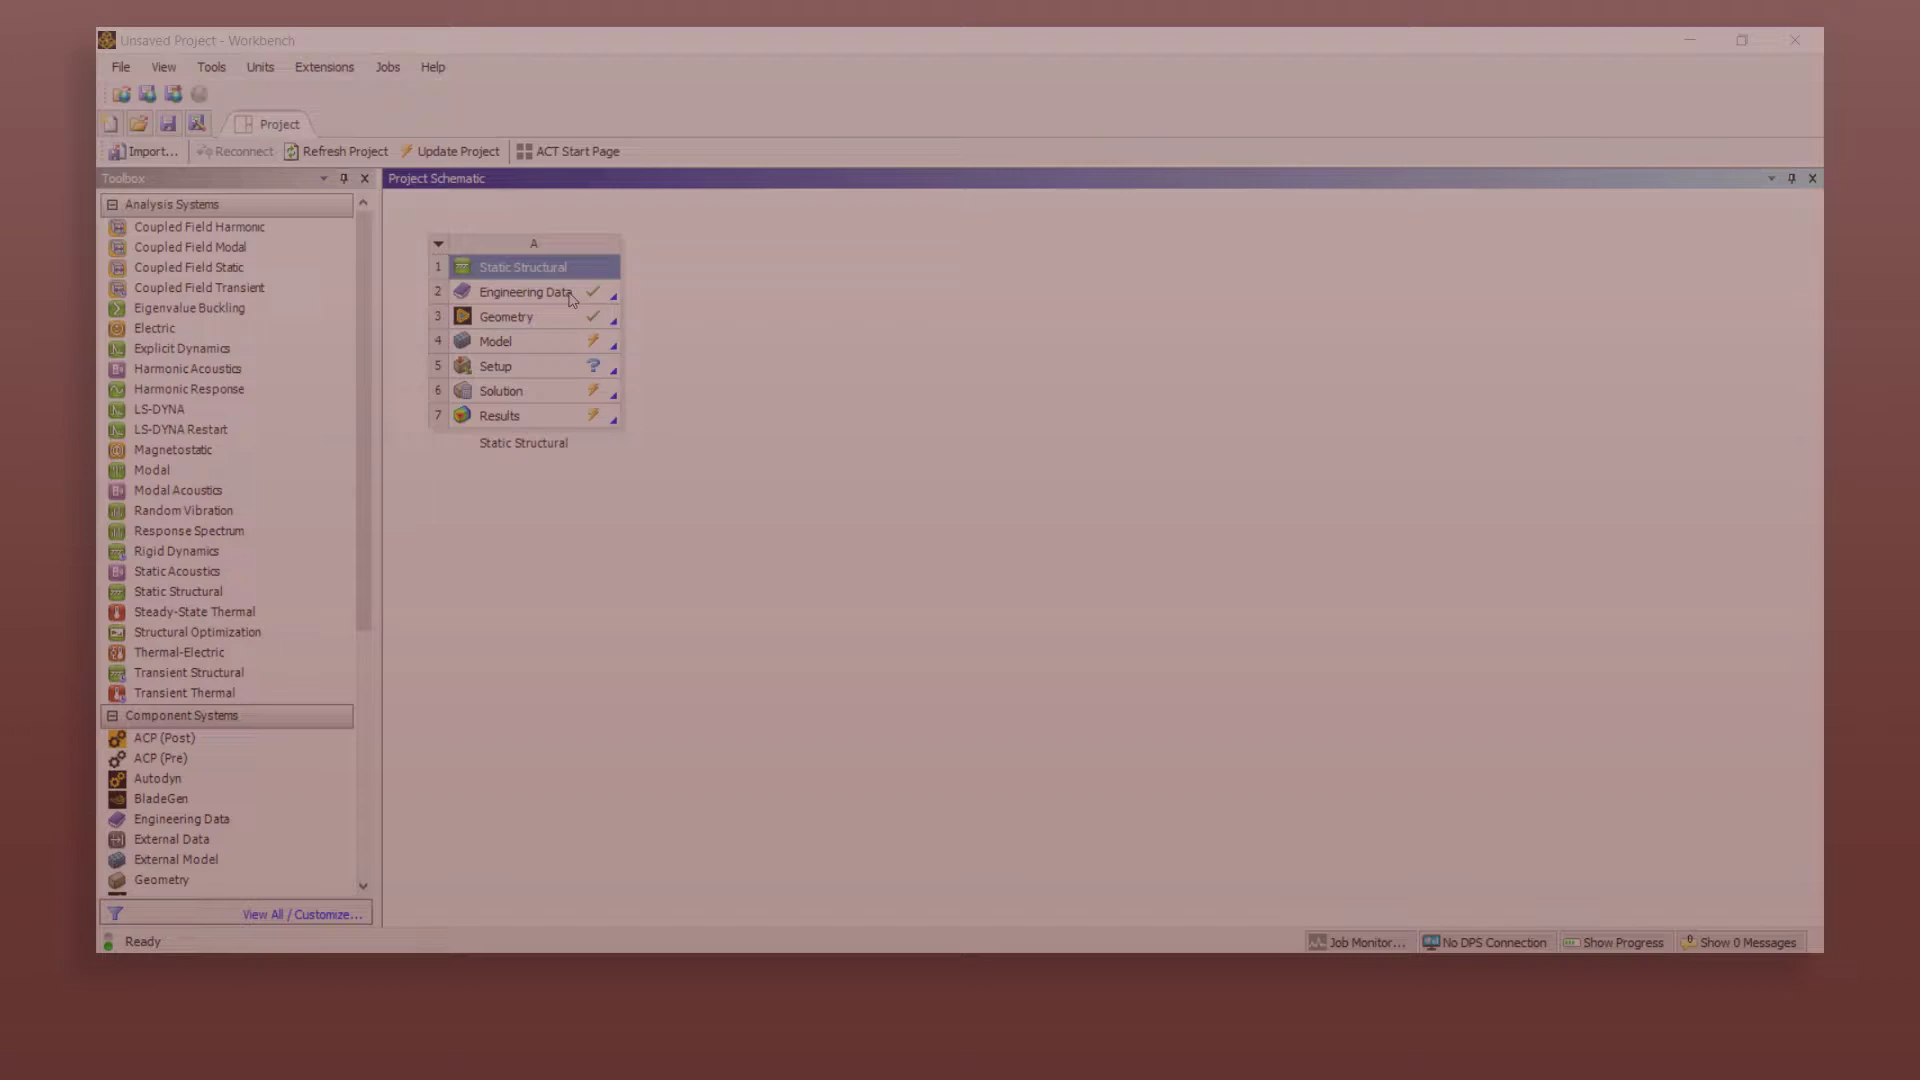 Unsaved Project - Workbench
File View Tools Units Extensions Jobs Help
Project
Import... Reconnect Refresh Project Update Project ACT Start Page
Toolbox
Analysis Systems
Coupled Field Harmonic
Coupled Field Modal
Coupled Field Static
Coupled Field Transient
Eigenvalue Buckling
Electric
Explicit Dynamics
Harmonic Acoustics
Harmonic Response
LS-DYNA
LS-DYNA Restart
Magnetostatic
Modal
Modal Acoustics
Random Vibration
Response Spectrum
Rigid Dynamics
Static Acoustics
Static Structural
Steady-State Thermal
Structural Optimization
Thermal-Electric
Transient Structural
Transient Thermal
Component Systems
ACP (Post)
ACP (Pre)
Autodyn
BladeGen
Engineering Data
External Data
External Model
Geometry
View All / Customize...
Project Schematic
A
1 Static Structural
2 Engineering Data
3 Geometry
4 Model
5 Setup ?
6 Solution
7 Results
Static Structural
Ready
Job Monitor... No DPS Connection Show Progress Show 0 Messages